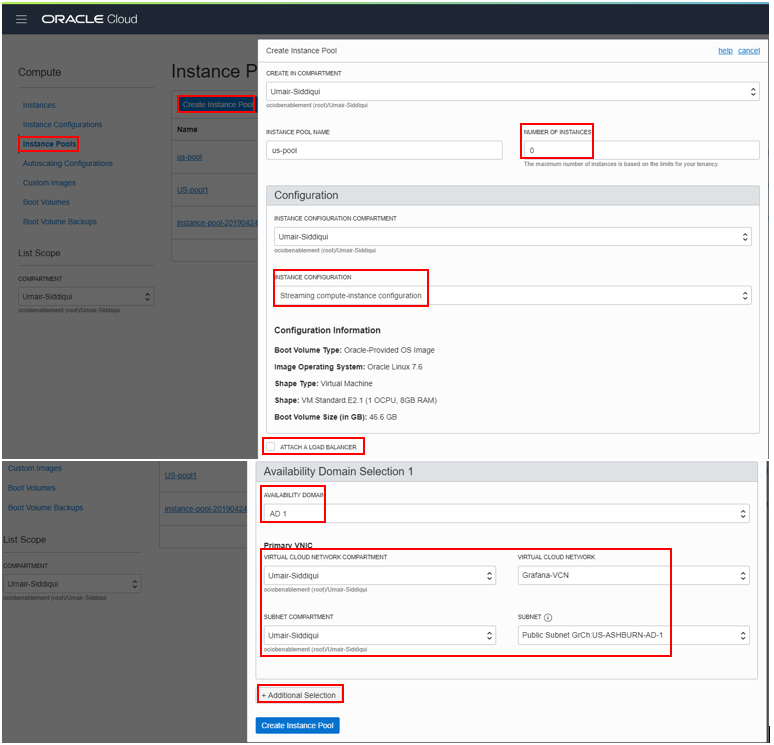 ORACLE Cloud
Compute
Instances
Instance Configurations
Instance Pools
Autoscaling Configurations
Custom Images
Boot Volumes
Boot Volume Backups
List Scope
COMPARTMENT
Umair-Siddiqui
ociobenablement (root)/Umair-Siddiqui
Instance P
Create Instance Pool
Name
us-pool
US-pool1
instance-pool-20190424
Create Instance Pool
help cancel
CREATE IN COMPARTMENT
Umair-Siddiqui
ociobenablement (root)/Umair-Siddiqui
INSTANCE POOL NAME
us-pool
NUMBER OF INSTANCES
0
The maximum number of instances is based on the limits for your tenancy.
Configuration
INSTANCE CONFIGURATION COMPARTMENT
Umair-Siddiqui
ociobenablement (root)/Umair-Siddiqui
INSTANCE CONFIGURATION
Streaming compute-instance configuration
Configuration Information
Boot Volume Type: Oracle-Provided OS Image
Image Operating System: Oracle Linux 7.6
Shape Type: Virtual Machine
Shape: VM.Standard.E2.1 (1 OCPU, 8GB RAM)
Boot Volume Size (in GB): 46.6 GB
ATTACH A LOAD BALANCER
Custom Images
Boot Volumes
Boot Volume Backups
List Scope
COMPARTMENT
Umair-Siddiqui
ociobenablement (root)/Umair-Siddiqui
US-pool1
instance-pool-20190424
Availability Domain Selection 1
AVAILABILITY DOMAIN
AD 1
Primary VNIC
VIRTUAL CLOUD NETWORK COMPARTMENT
Umair-Siddiqui
ociobenablement (root)/Umair-Siddiqui
VIRTUAL CLOUD NETWORK
Grafana-VCN
SUBNET COMPARTMENT
Umair-Siddiqui
ociobenablement (root)/Umair-Siddiqui
SUBNET
Public Subnet GrCh:US-ASHBURN-AD-1
+ Additional Selection
Create Instance Pool